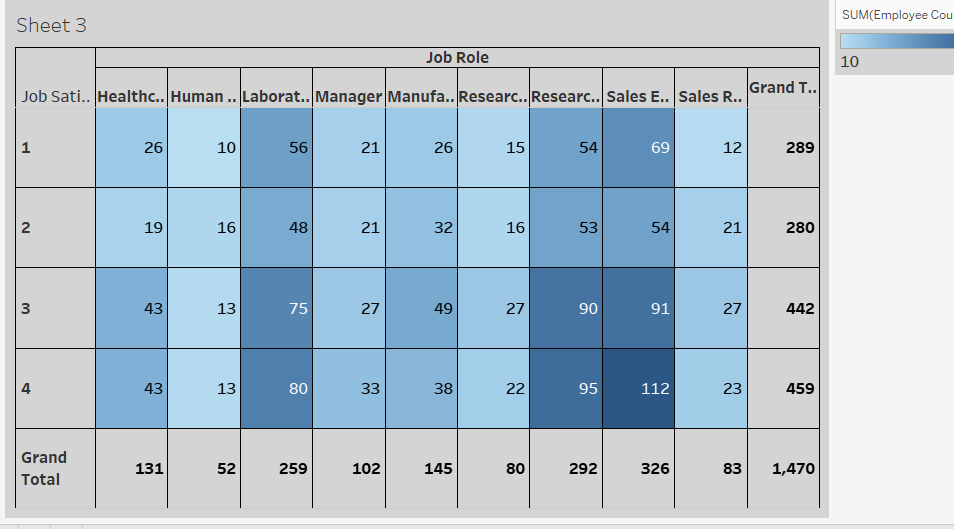 Sheet 3
SUM(Employee Cou
10
Job Role
Job Sati.. Healthc.. Human .. Laborat.. Manager Manufa.. Researc.. Researc.. Sales E.. Sales R.. Grand T..
1 26 10 56 21 26 15 54 69 12 289
2 19 16 48 21 32 16 53 54 21 280
3 43 13 75 27 49 27 90 91 27 442
4 43 13 80 33 38 22 95 112 23 459
Grand
Total 131 52 259 102 145 80 292 326 83 1,470